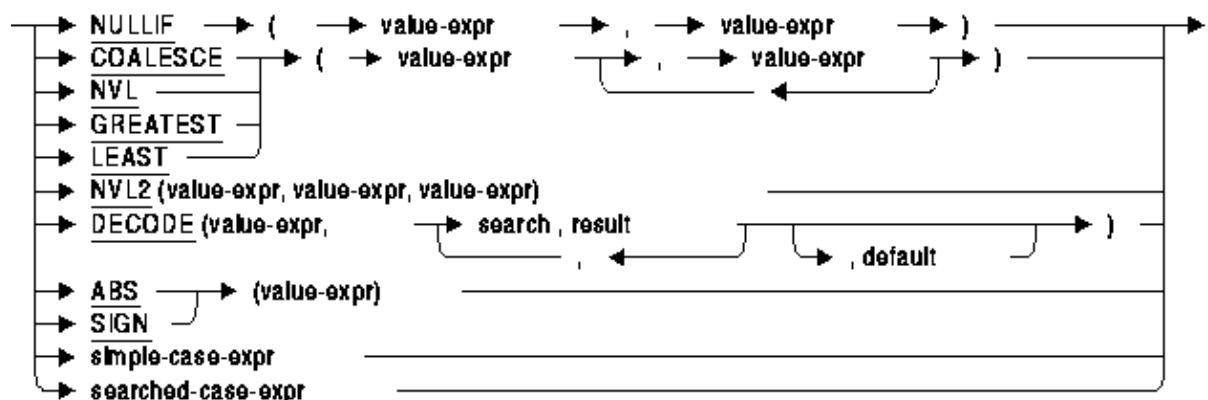 NULLIF ( value-expr , value-expr )
COALESCE ( value-expr , value-expr )
NVL
GREATEST
LEAST
NVL2 (value-expr, value-expr, value-expr)
DECODE (value-expr, search , result )
, , default
ABS (value-expr)
SIGN
simple-case-expr
searched-case-expr